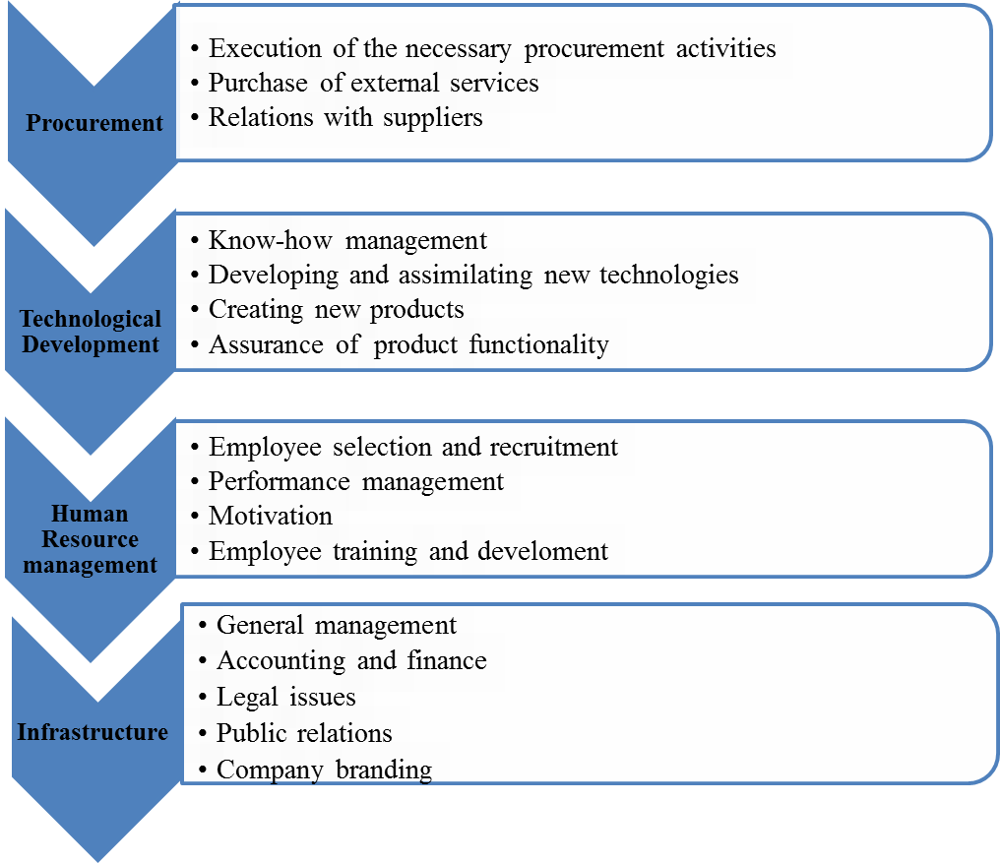 Procurement
• Execution of the necessary procurement activities
• Purchase of external services
• Relations with suppliers
Technological
Development
• Know-how management
• Developing and assimilating new technologies
• Creating new products
• Assurance of product functionality
Human
Resource
management
• Employee selection and recruitment
• Performance management
• Motivation
• Employee training and develoment
Infrastructure
• General management
• Accounting and finance
• Legal issues
• Public relations
• Company branding